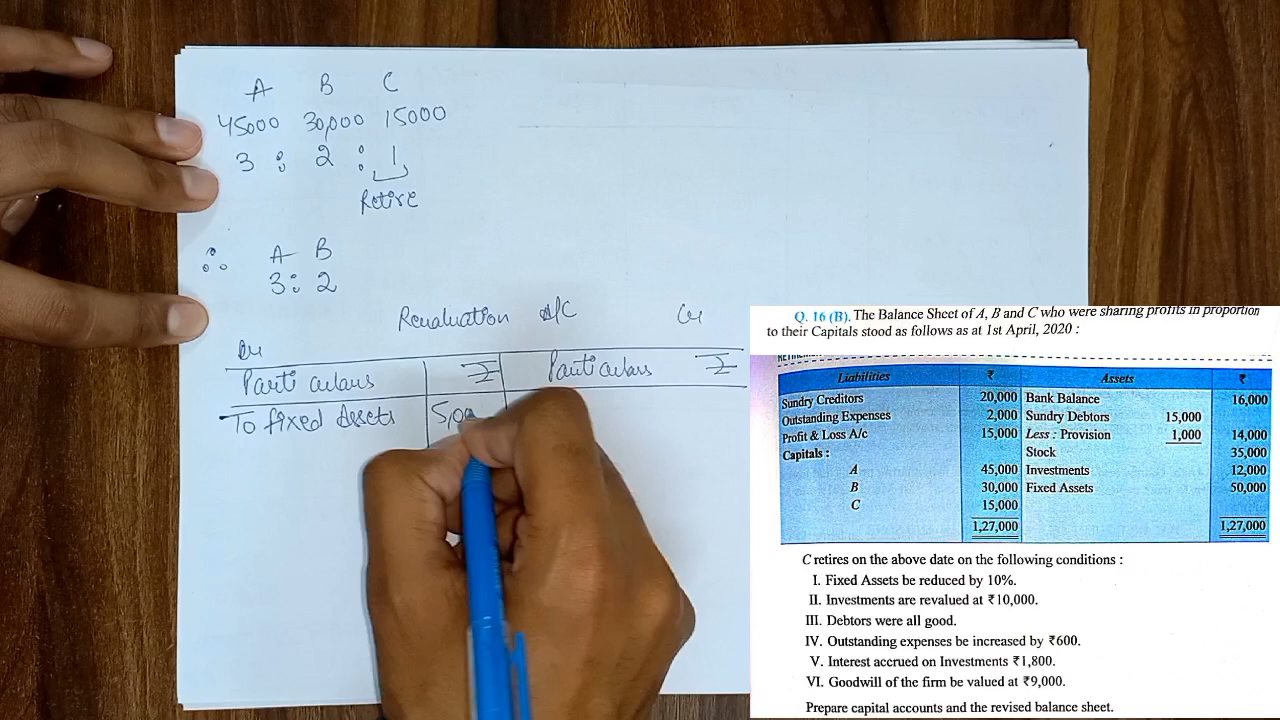 A B C
45000 30,000 15000
3 : 2 : 1
Retire
∴ A B
3 : 2
Revaluation A/C
Dr Cr
Particulars ₹ Particulars ₹
To fixed Assets 5,00
Q. 16 (B). The Balance Sheet of A, B and C who were sharing profits in proportion
to their Capitals stood as follows as at 1st April, 2020 :
Liabilities ₹ Assets ₹
Sundry Creditors 20,000 Bank Balance 16,000
Outstanding Expenses 2,000 Sundry Debtors 15,000
Profit & Loss A/c 15,000 Less : Provision 1,000 14,000
Capitals : Stock 35,000
A 45,000 Investments 12,000
B 30,000 Fixed Assets 50,000
C 15,000
1,27,000 1,27,000
C retires on the above date on the following conditions :
I. Fixed Assets be reduced by 10%.
II. Investments are revalued at ₹10,000.
III. Debtors were all good.
IV. Outstanding expenses be increased by ₹600.
V. Interest accrued on Investments ₹1,800.
VI. Goodwill of the firm be valued at ₹9,000.
Prepare capital accounts and the revised balance sheet.